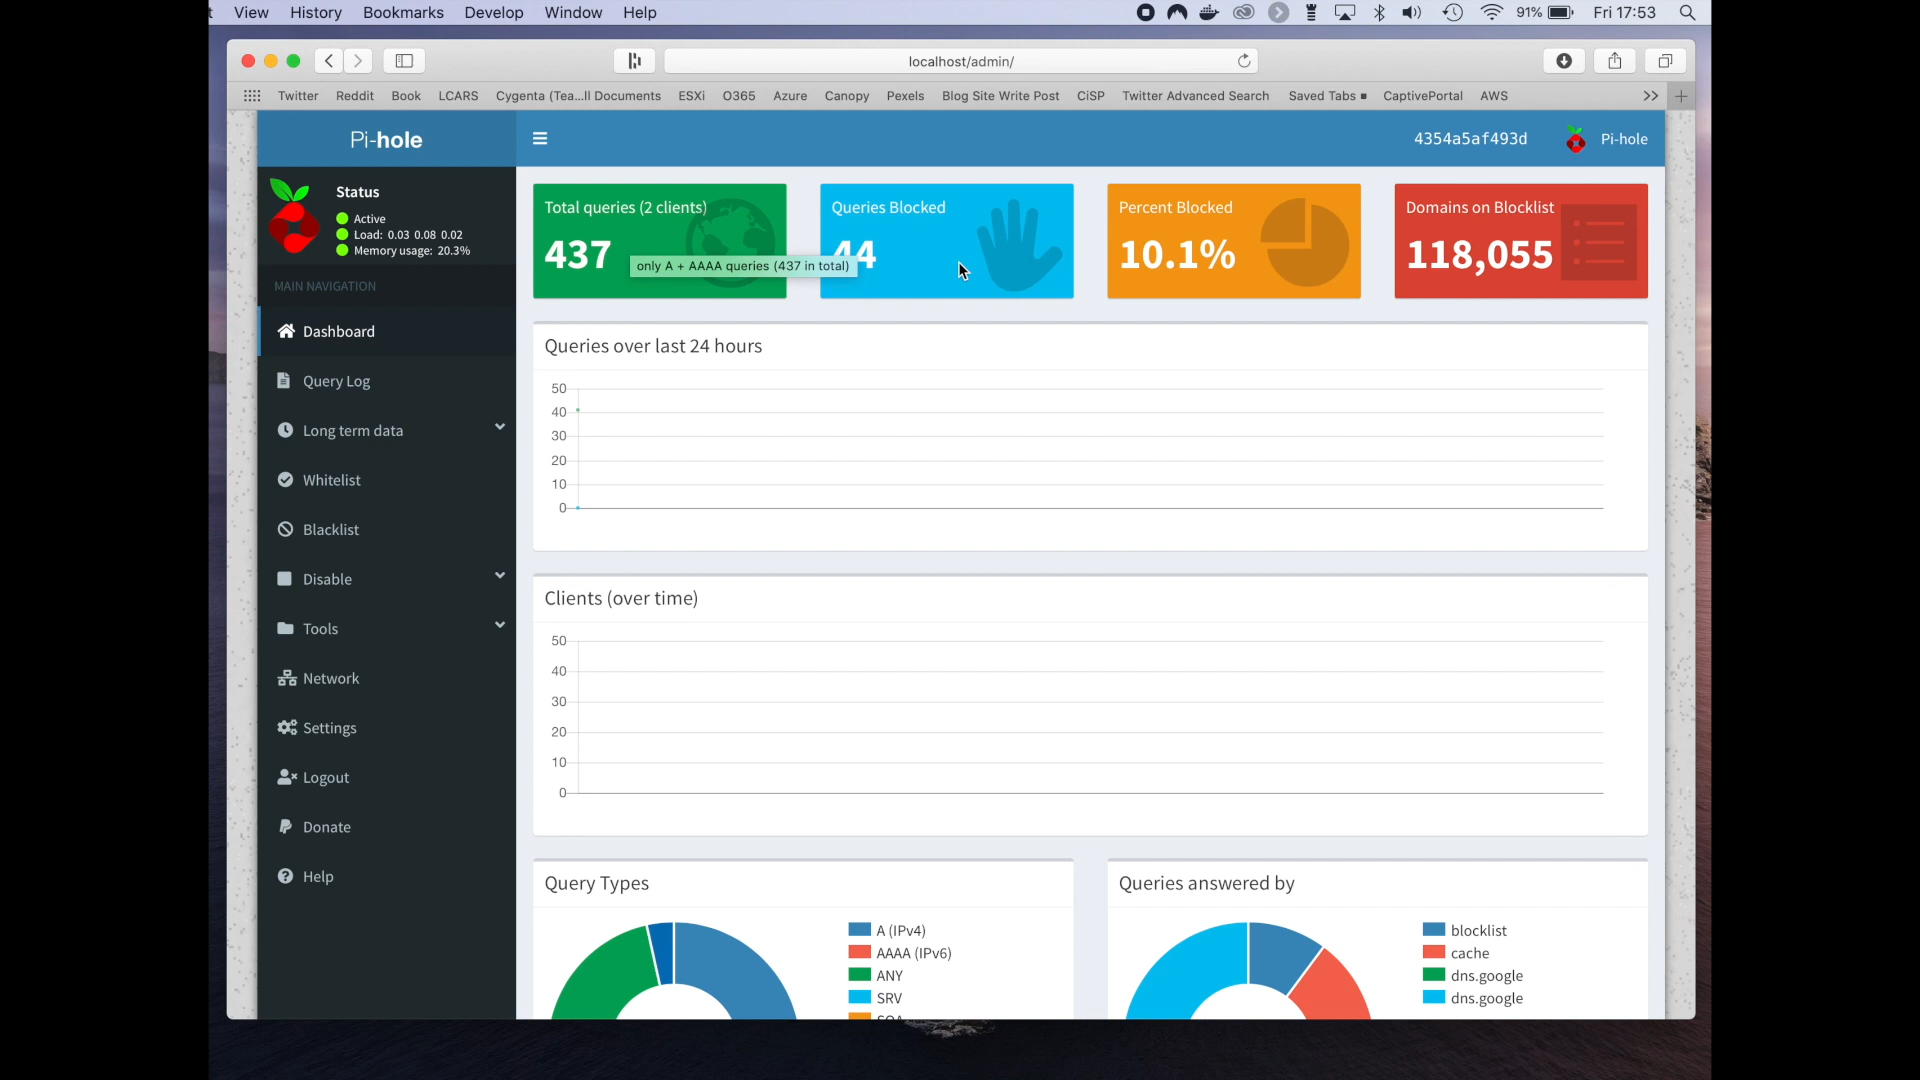 View History Bookmarks Develop Window Help 91% Fri 17:53
localhost/admin/
Twitter Reddit Book LCARS Cygenta (Tea...ll Documents ESXi O365 Azure Canopy Pexels Blog Site Write Post CiSP Twitter Advanced Search Saved Tabs CaptivePortal AWS
Pi-hole
4354a5af493d
Pi-hole
Status
Active
Load: 0.03 0.08 0.02
Memory usage: 20.3%
MAIN NAVIGATION
Dashboard
Query Log
Long term data
Whitelist
Blacklist
Disable
Tools
Network
Settings
Logout
Donate
Help
Total queries (2 clients)
437
only A + AAAA queries (437 in total)
Queries Blocked
44
Percent Blocked
10.1%
Domains on Blocklist
118,055
Queries over last 24 hours
50
40
30
20
10
0
Clients (over time)
50
40
30
20
10
0
Query Types
A (IPv4)
AAAA (IPv6)
ANY
SRV
SOA
Queries answered by
blocklist
cache
dns.google
dns.google